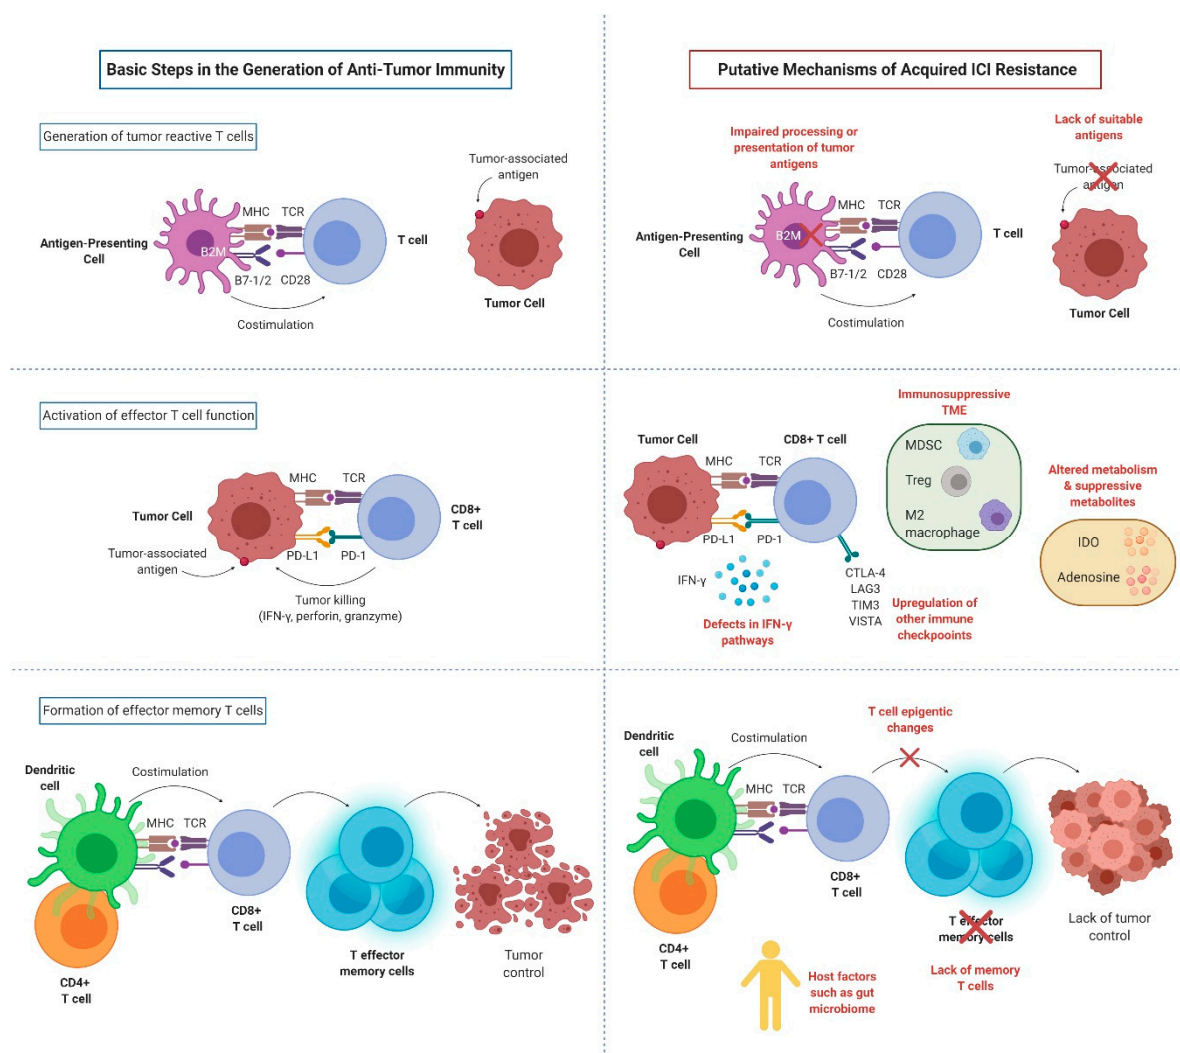 Basic Steps in the Generation of Anti-Tumor Immunity
Generation of tumor reactive T cells
Tumor-associated
antigen
MHC TCR
Antigen-Presenting
Cell
B2M
T cell
B7-1/2 CD28
Costimulation
Tumor Cell
Putative Mechanisms of Acquired ICI Resistance
Impaired processing or
presentation of tumor
antigens
Lack of suitable
antigens
Tumor-associated
antigen
MHC TCR
Antigen-Presenting
Cell
B2M
T cell
B7-1/2 CD28
Costimulation
Tumor Cell
Activation of effector T cell function
MHC TCR
Tumor Cell
CD8+
T cell
PD-L1 PD-1
Tumor-associated
antigen
Tumor killing
(IFN-γ, perforin, granzyme)
Tumor Cell
CD8+ T cell
MHC TCR
PD-L1 PD-1
IFN-γ
Defects in IFN-γ
pathways
CTLA-4
LAG3
TIM3
VISTA
Upregulation of
other immune
checkpooints
Immunosuppressive
TME
MDSC
Treg
M2
macrophage
Altered metabolism
& suppressive
metabolites
IDO
Adenosine
Formation of effector memory T cells
Dendritic
cell
Costimulation
MHC TCR
CD8+
T cell
CD4+
T cell
T effector
memory cells
Tumor
control
Dendritic
cell
Costimulation
MHC TCR
CD8+
T cell
CD4+
T cell
T cell epigentic
changes
T effector
memory cells
Lack of memory
T cells
Lack of tumor
control
Host factors
such as gut
microbiome